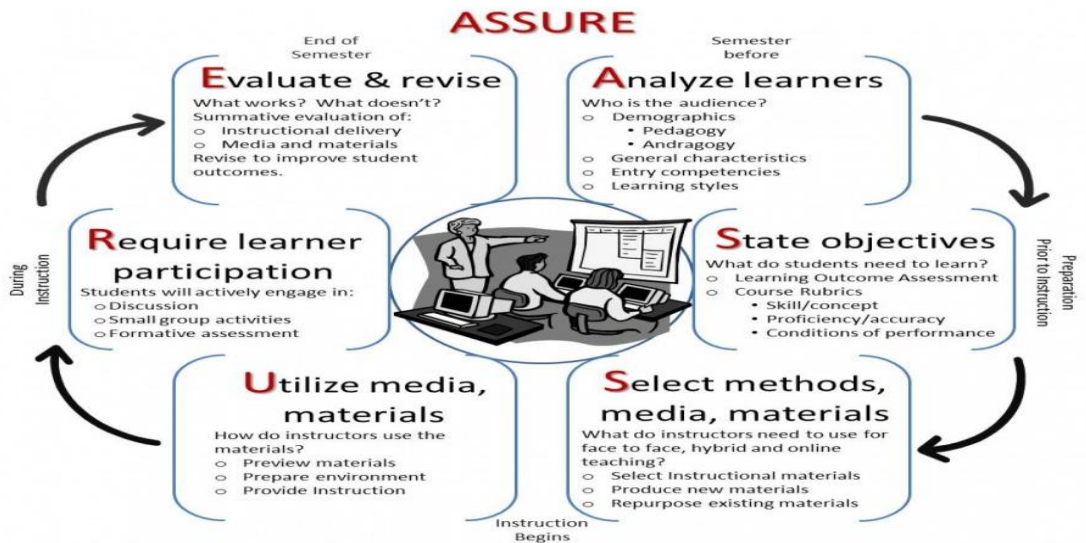 ASSURE
End of
Semester
Evaluate & revise
What works? What doesn't?
Summative evaluation of:
o Instructional delivery
o Media and materials
Revise to improve student
outcomes.
Semester
before
Analyze learners
Who is the audience?
o Demographics
• Pedagogy
• Andragogy
o General characteristics
o Entry competencies
o Learning styles
During
Instruction
Require learner
participation
Students will actively engage in:
o Discussion
o Small group activities
o Formative assessment
State objectives
What do students need to learn?
o Learning Outcome Assessment
o Course Rubrics
• Skill/concept
• Proficiency/accuracy
• Conditions of performance
Preparation
Prior to Instruction
Utilize media,
materials
How do instructors use the
materials?
o Preview materials
o Prepare environment
o Provide Instruction
Select methods,
media, materials
What do instructors need to use for
face to face, hybrid and online
teaching?
o Select Instructional materials
o Produce new materials
o Repurpose existing materials
Instruction
Begins